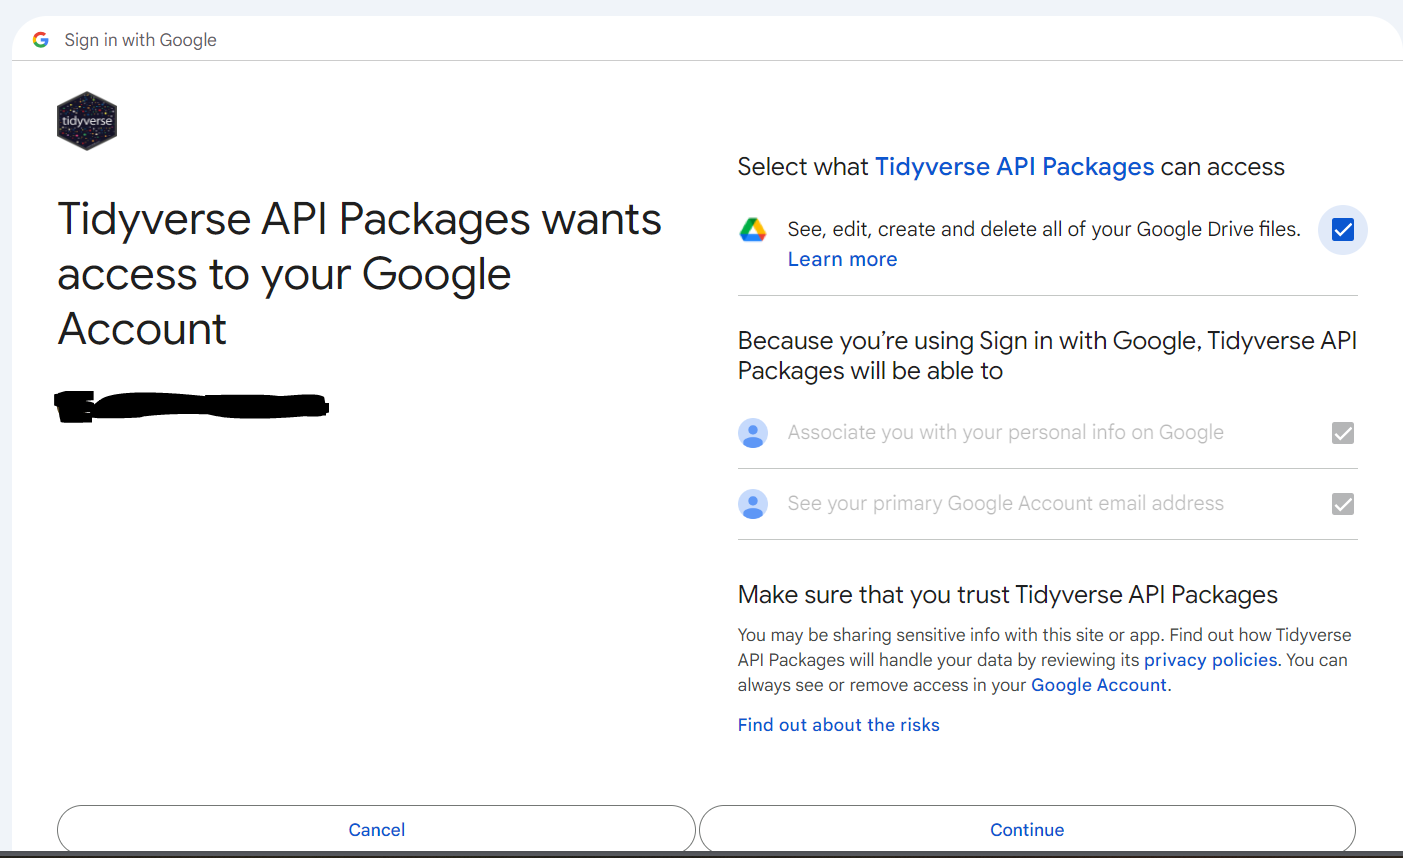 Sign in with Google
tidyverse
Tidyverse API Packages wants
access to your Google
Account
Select what Tidyverse API Packages can access
See, edit, create and delete all of your Google Drive files.
Learn more
Because you’re using Sign in with Google, Tidyverse API
Packages will be able to
Associate you with your personal info on Google
See your primary Google Account email address
Make sure that you trust Tidyverse API Packages
You may be sharing sensitive info with this site or app. Find out how Tidyverse
API Packages will handle your data by reviewing its privacy policies. You can
always see or remove access in your Google Account.
Find out about the risks
Cancel
Continue